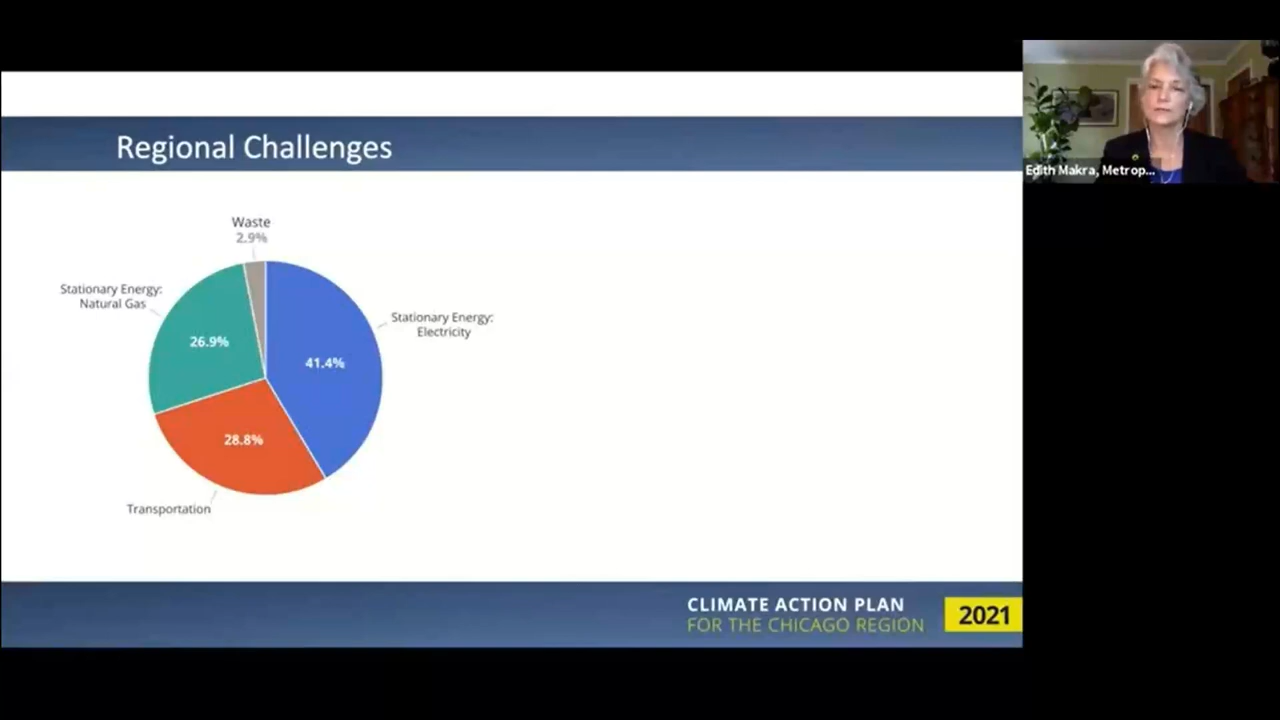 Regional Challenges
Waste
2.9%
Stationary Energy:
Natural Gas
26.9%
Stationary Energy:
Electricity
41.4%
28.8%
Transportation
CLIMATE ACTION PLAN
FOR THE CHICAGO REGION
2021
Edith Makra, Metrop...